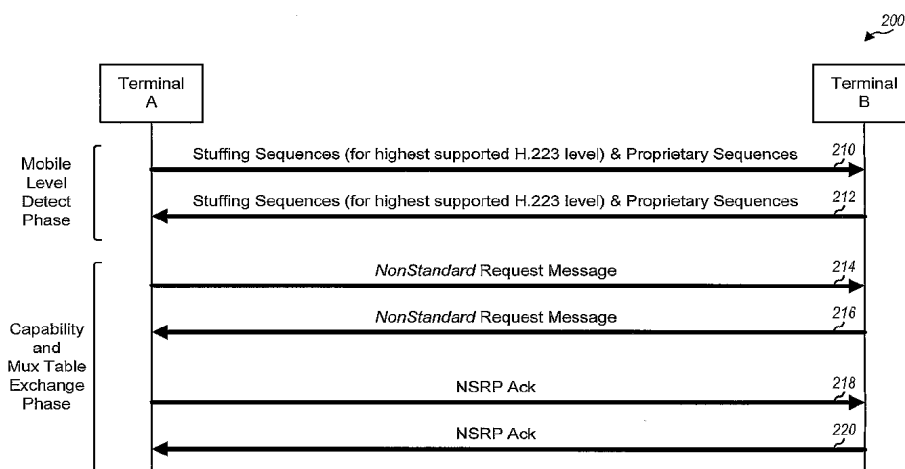 200
Terminal
A
Terminal
B
Mobile
Level
Detect
Phase
Stuffing Sequences (for highest supported H.223 level) & Proprietary Sequences
210
Stuffing Sequences (for highest supported H.223 level) & Proprietary Sequences
212
Capability
and
Mux Table
Exchange
Phase
NonStandard Request Message
214
NonStandard Request Message
216
NSRP Ack
218
NSRP Ack
220